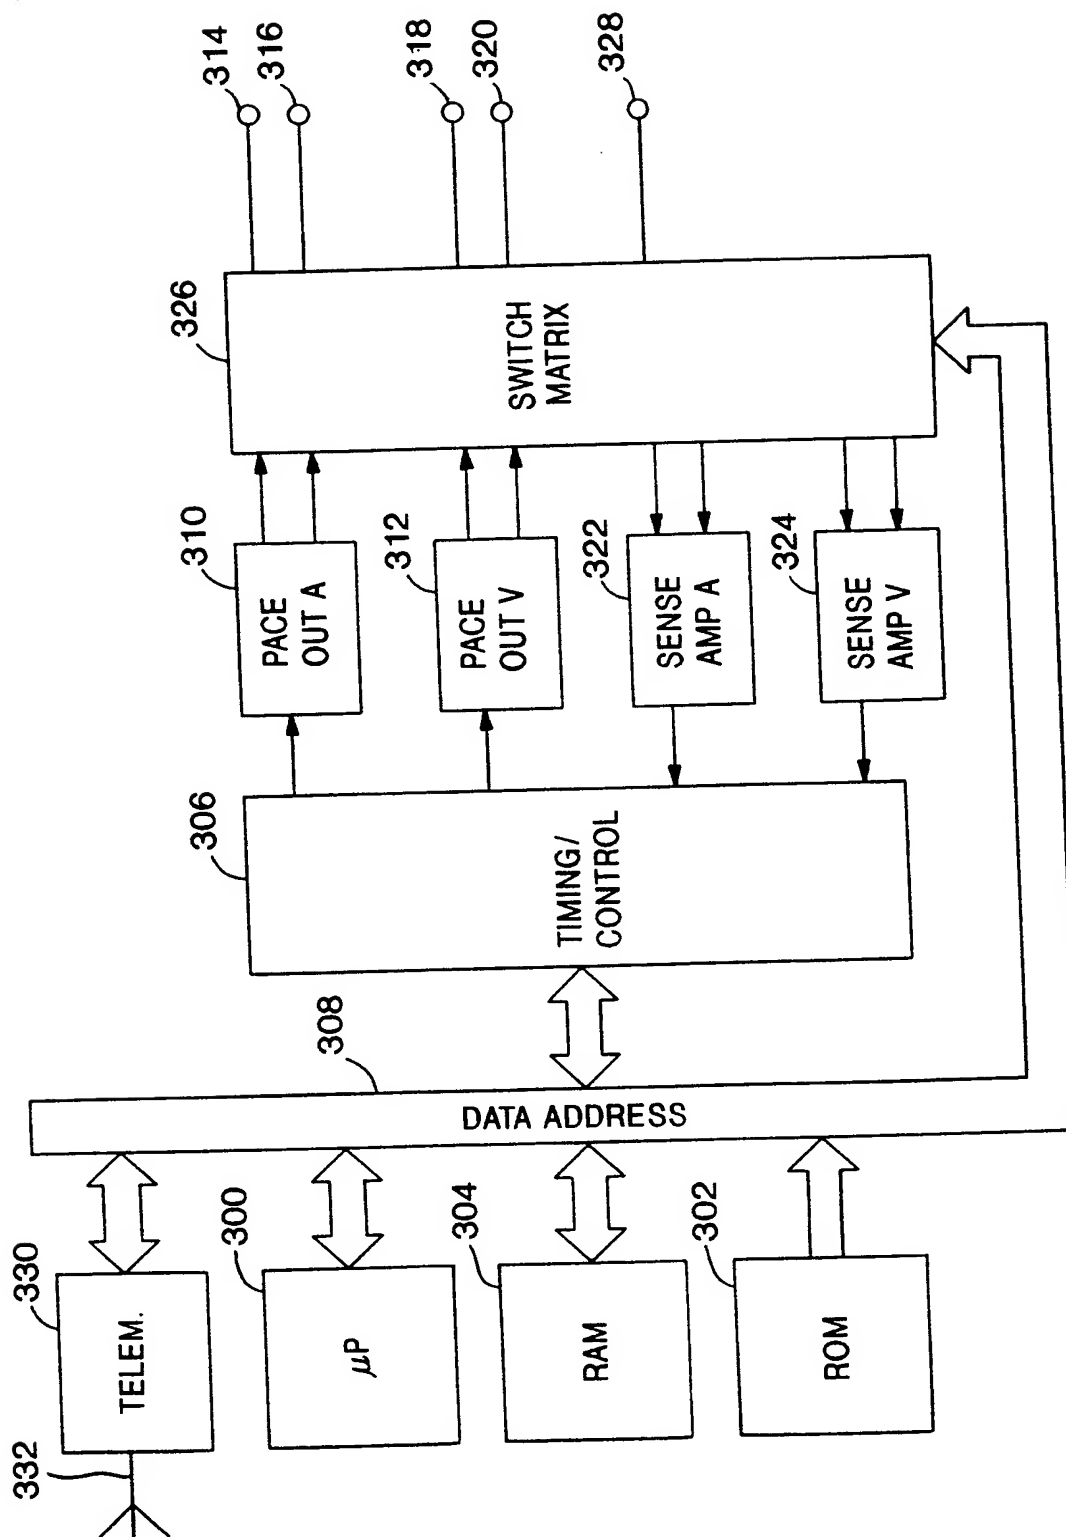 332
330
TELEM.
300
μP
304
RAM
302
ROM
308
DATA ADDRESS
306
TIMING/
CONTROL
310
PACE
OUT A
312
PACE
OUT V
322
SENSE
AMP A
324
SENSE
AMP V
326
SWITCH
MATRIX
314
316
318
320
328